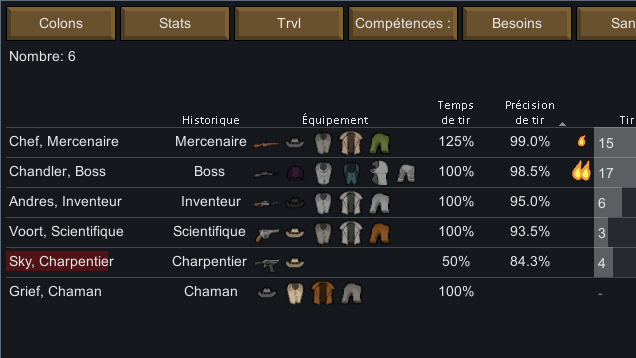 Colons Stats Trvl Compétences : Besoins San
Nombre: 6
Temps Précision
Historique Équipement de tir de tir Tir
Chef, Mercenaire Mercenaire 125% 99.0% 15
Chandler, Boss Boss 100% 98.5% 17
Andres, Inventeur Inventeur 100% 95.0% 6
Voort, Scientifique Scientifique 100% 93.5% 3
Sky, Charpentier Charpentier 50% 84.3% 4
Grief, Chaman Chaman 100% -